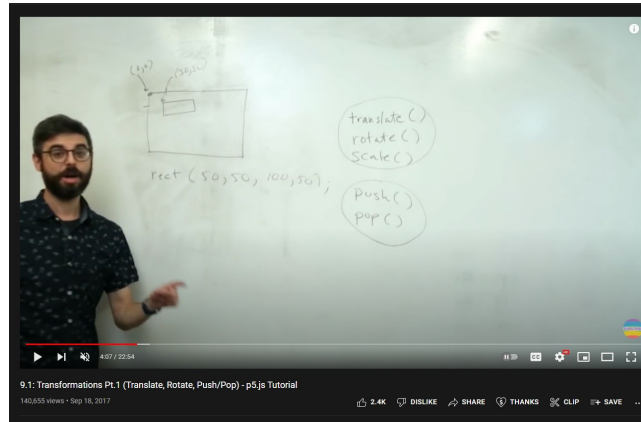 (0,0)
(50,50)
translate()
rotate()
scale()
rect (50,50, 100,50);
push()
pop()
4:07 / 22:54
CC
9.1: Transformations Pt.1 (Translate, Rotate, Push/Pop) - p5.js Tutorial
140,655 views • Sep 18, 2017
2.4K DISLIKE SHARE THANKS CLIP SAVE